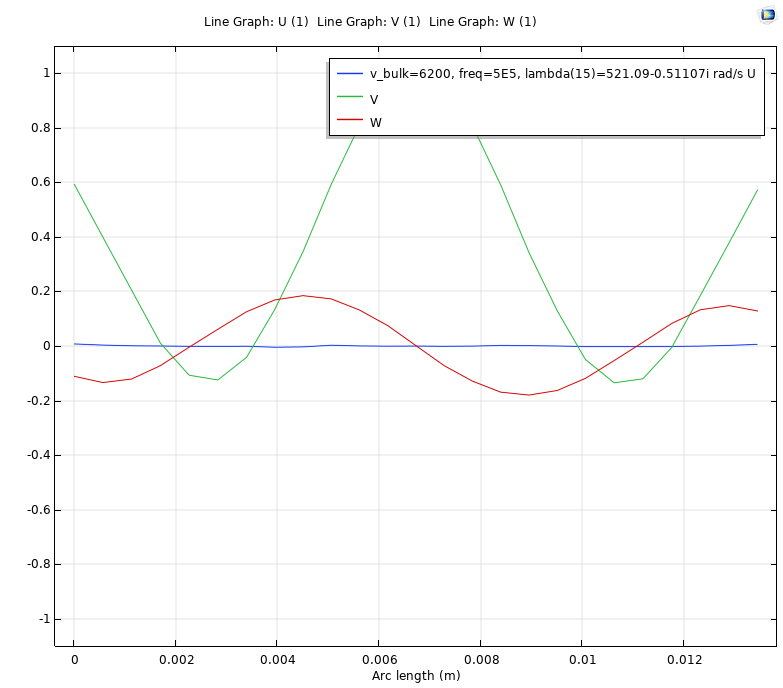 Line Graph: U (1) Line Graph: V (1) Line Graph: W (1)
v_bulk=6200, freq=5E5, lambda(15)=521.09-0.51107i rad/s U
V
W
1
0.8
0.6
0.4
0.2
0
-0.2
-0.4
-0.6
-0.8
-1
0 0.002 0.004 0.006 0.008 0.01 0.012
Arc length (m)